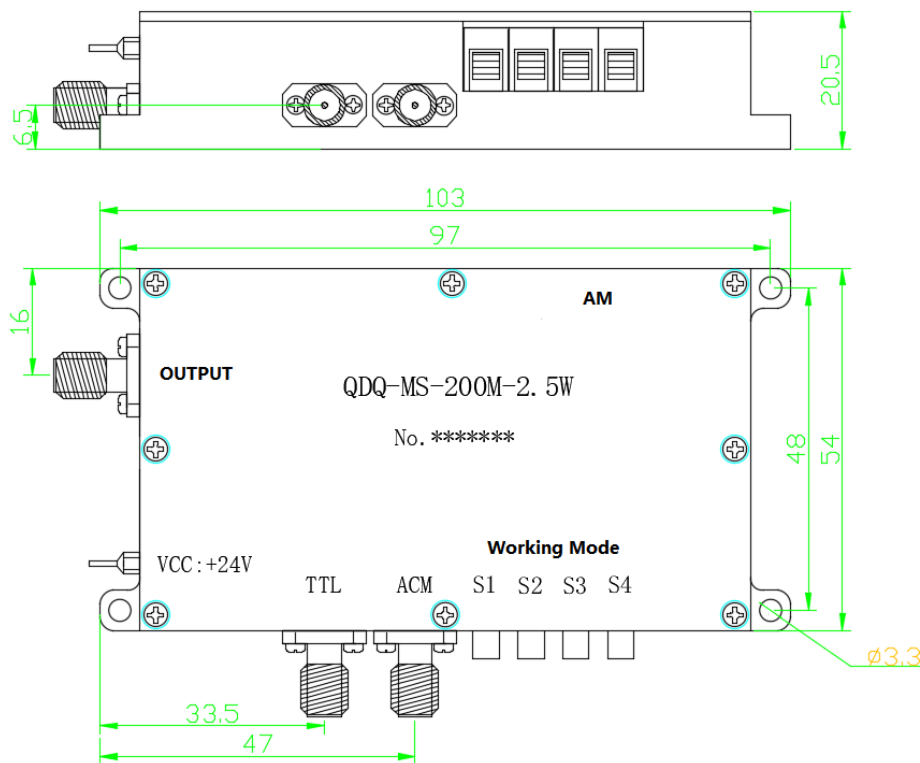 20.5
6.5
103
97
16
AM
OUTPUT
QDQ-MS-200M-2.5W
No. *******
48
54
Working Mode
VCC:+24V
TTL ACM S1 S2 S3 S4
ø3.3
33.5
47